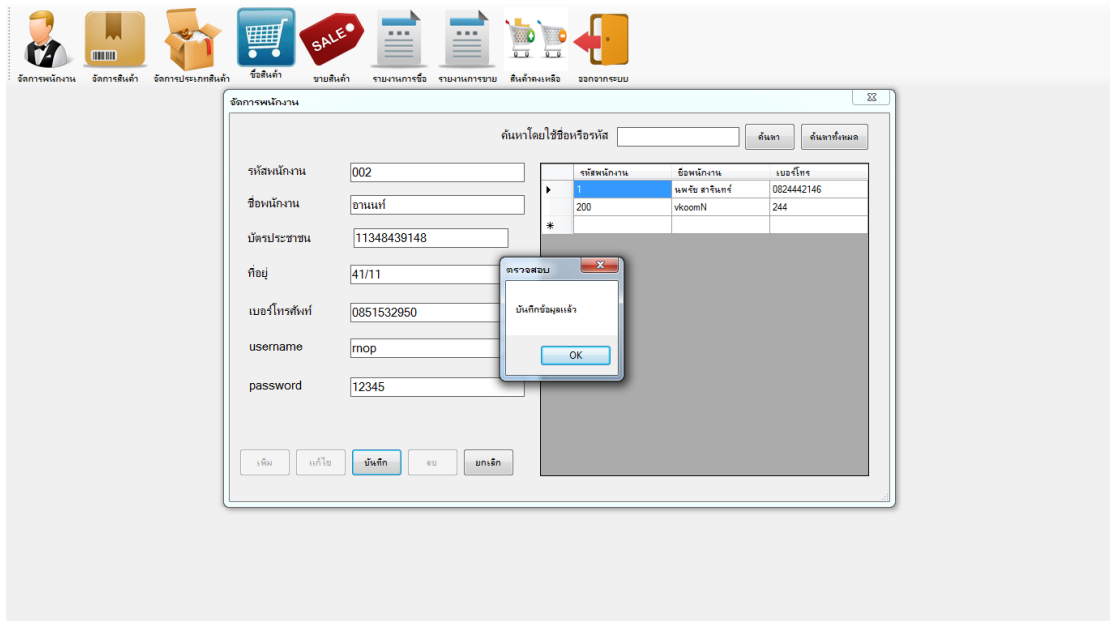 SALE
จัดการพนักงาน จัดการสินค้า จัดการประเภทสินค้า ซื้อสินค้า ขายสินค้า รายงานการซื้อ รายงานการขาย สินค้าคงเหลือ ออกจากระบบ
จัดการพนักงาน
ค้นหาโดยใช้ชื่อหรือรหัส ค้นหา ค้นหาทั้งหมด
รหัสพนักงาน 002
ชื่อพนักงาน อานนท์
บัตรประชาชน 11348439148
ที่อยู่ 41/11
เบอร์โทรศัพท์ 0851532950
username rnop
password 12345
รหัสพนักงาน ชื่อพนักงาน เบอร์โทร
1 นพชัย สารินทร์ 0824442146
200 vkoomN 244
ตรวจสอบ
บันทึกข้อมูลแล้ว
OK
เพิ่ม แก้ไข บันทึก ลบ ยกเลิก